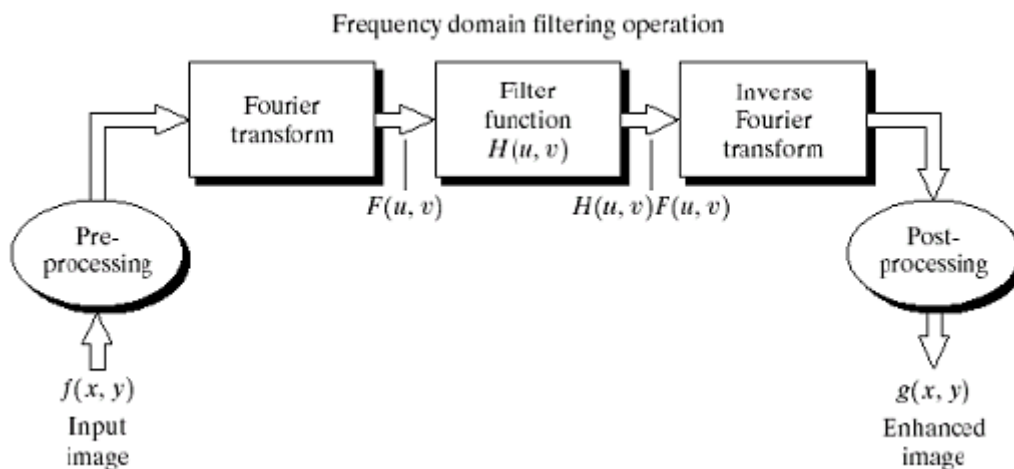 Frequency domain filtering operation
Fourier
transform
Filter
function
H(u, v)
Inverse
Fourier
transform
F(u, v)
H(u, v)F(u, v)
Pre-
processing
Post-
processing
f(x, y)
Input
image
g(x, y)
Enhanced
image